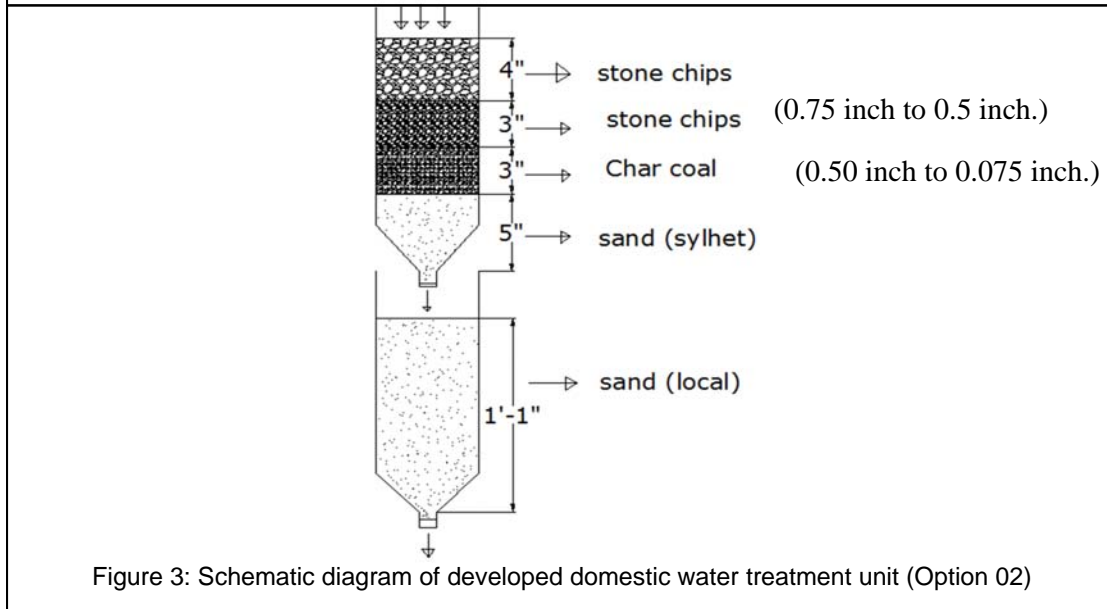 4" stone chips
3" stone chips (0.75 inch to 0.5 inch.)
3" Char coal (0.50 inch to 0.075 inch.)
5" sand (sylhet)
sand (local)
1'-1"
Figure 3: Schematic diagram of developed domestic water treatment unit (Option 02)